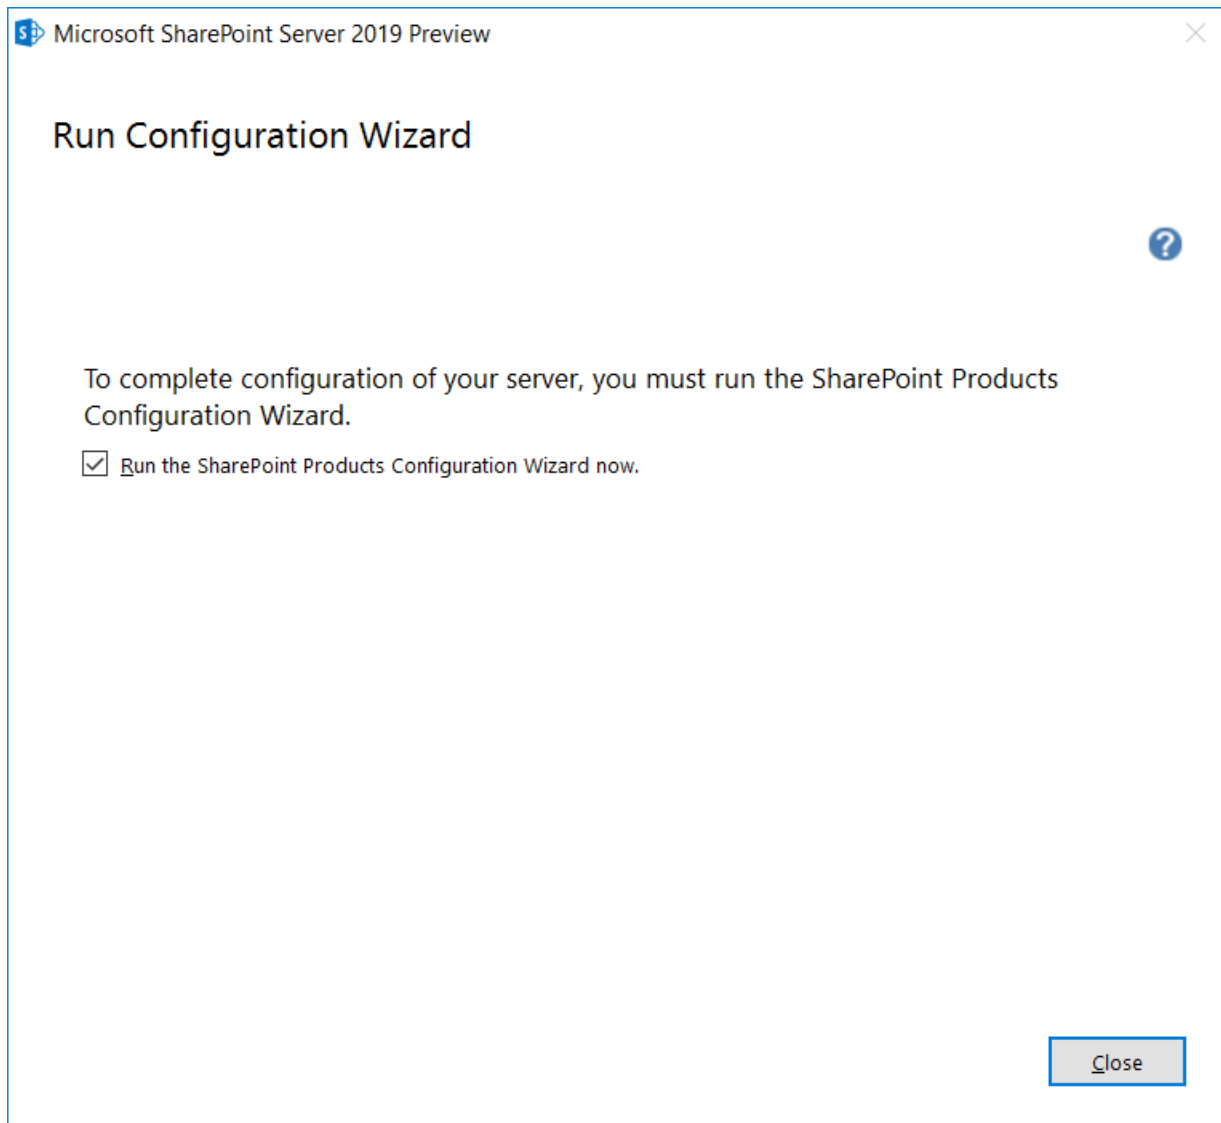 Microsoft SharePoint Server 2019 Preview
Run Configuration Wizard
?
To complete configuration of your server, you must run the SharePoint Products
Configuration Wizard.
Run the SharePoint Products Configuration Wizard now.
Close